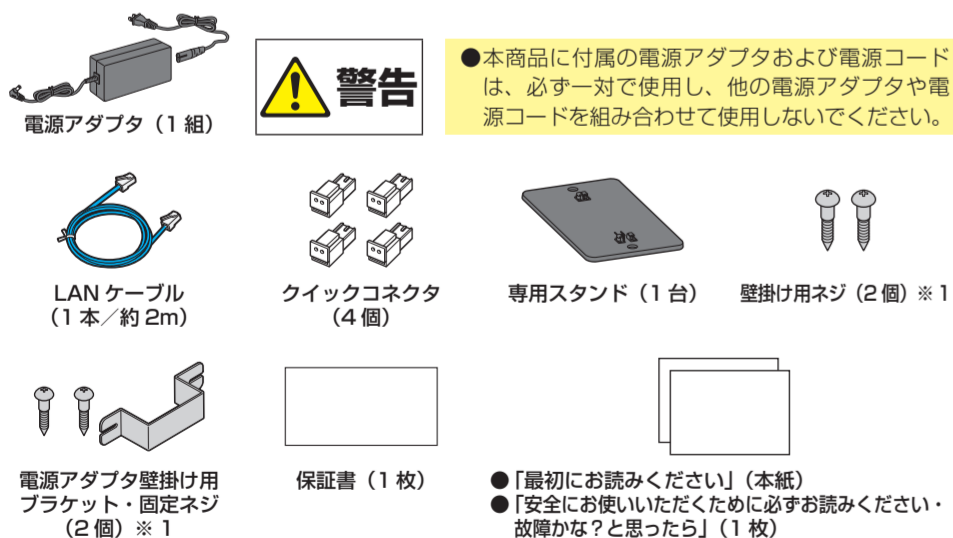 電源アダプタ（1 組）
警告
●本商品に付属の電源アダプタおよび電源コード
は、必ず一対で使用し、他の電源アダプタや電
源コードを組み合わせて使用しないでください。
LAN ケーブル
（1 本／約 2m）
クイックコネクタ
（4 個）
専用スタンド（1 台）
壁掛け用ネジ（2 個）※ 1
電源アダプタ壁掛け用
ブラケット・固定ネジ
（2 個）※ 1
保証書（1 枚）
●「最初にお読みください」（本紙）
●「安全にお使いいただくために必ずお読みください・
故障かな？と思ったら」（1 枚）